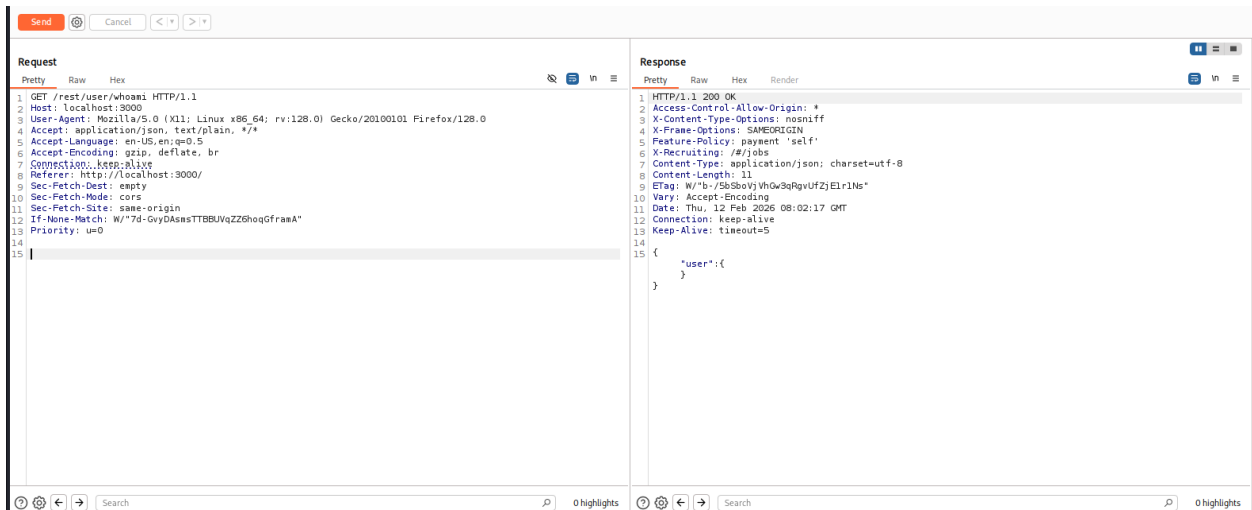 Send
Cancel
Request
Pretty Raw Hex
\n
1 GET /rest/user/whoami HTTP/1.1
2 Host: localhost:3000
3 User-Agent: Mozilla/5.0 (X11; Linux x86_64; rv:128.0) Gecko/20100101 Firefox/128.0
4 Accept: application/json, text/plain, */*
5 Accept-Language: en-US,en;q=0.5
6 Accept-Encoding: gzip, deflate, br
7 Connection: keep-alive
8 Referer: http://localhost:3000/
9 Sec-Fetch-Dest: empty
10 Sec-Fetch-Mode: cors
11 Sec-Fetch-Site: same-origin
12 If-None-Match: W/"7d-GvyDAsmsTTBBUVqZZ6hoqGframA"
13 Priority: u=0
14
15
Search
0 highlights
Response
Pretty Raw Hex Render
\n
1 HTTP/1.1 200 OK
2 Access-Control-Allow-Origin: *
3 X-Content-Type-Options: nosniff
4 X-Frame-Options: SAMEORIGIN
5 Feature-Policy: payment 'self'
6 X-Recruiting: /#/jobs
7 Content-Type: application/json; charset=utf-8
8 Content-Length: 11
9 ETag: W/"b-/5bSboVjVhGw3qRgvUfZjE1r1Ns"
10 Vary: Accept-Encoding
11 Date: Thu, 12 Feb 2026 08:02:17 GMT
12 Connection: keep-alive
13 Keep-Alive: timeout=5
14
15 {
"user":{
}
}
Search
0 highlights